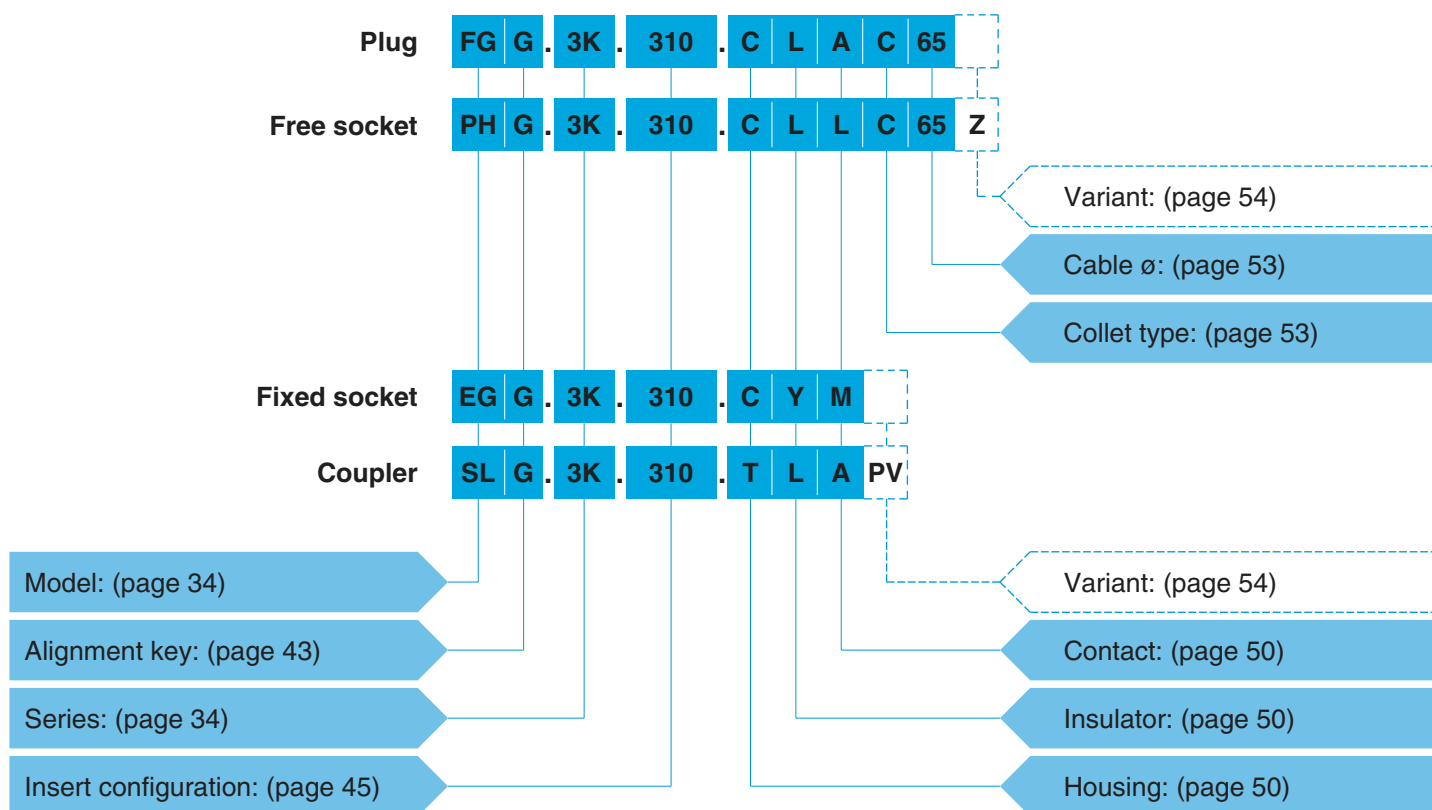 Plug FG G . 3K . 310 . C L A C 65
Free socket PH G . 3K . 310 . C L L C 65 Z
Variant: (page 54)
Cable ø: (page 53)
Collet type: (page 53)
Fixed socket EG G . 3K . 310 . C Y M
Coupler SL G . 3K . 310 . T L A PV
Model: (page 34) Variant: (page 54)
Alignment key: (page 43) Contact: (page 50)
Series: (page 34) Insulator: (page 50)
Insert configuration: (page 45) Housing: (page 50)